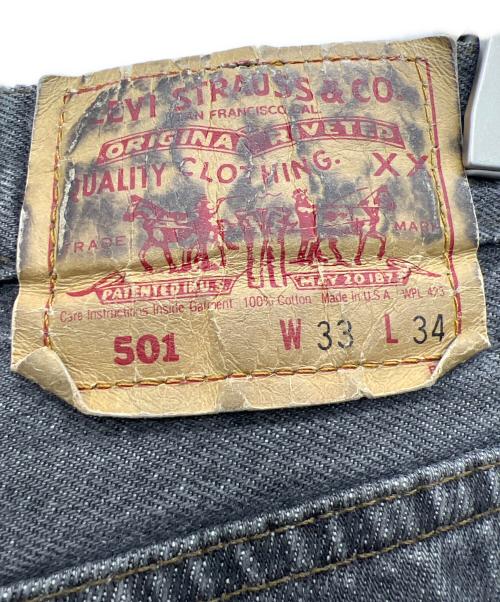 LEVI STRAUSS & CO.
SAN FRANCISCO, CAL.
ORIGINAL RIVETED
QUALITY CLOTHING. XX
TRADE MARK
PATENTED IN U.S. MAY 20 1873
Care Instructions Inside Garment 100% Cotton Made in U.S.A WPL 423
501 W 33 L 34